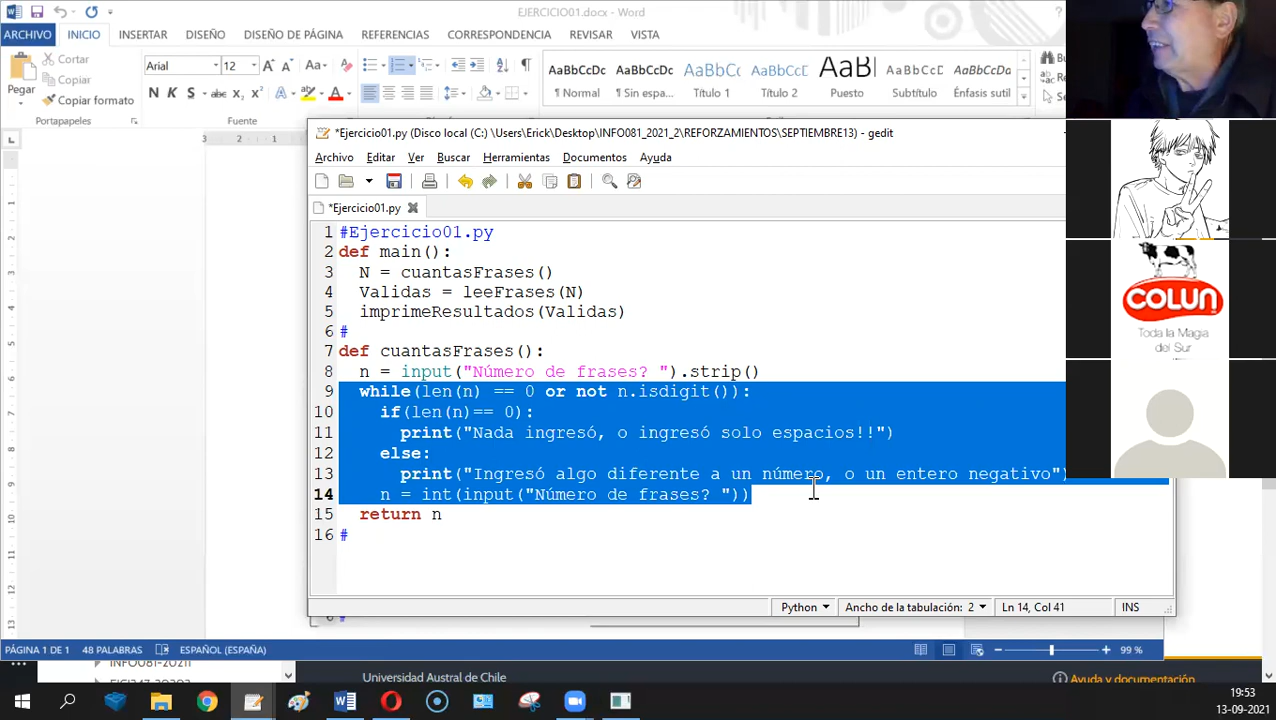 EJERCICIO01.docx - Word
ARCHIVO INICIO INSERTAR DISEÑO DISEÑO DE PÁGINA REFERENCIAS CORRESPONDENCIA REVISAR VISTA
Cortar
Copiar
Copiar formato
Pegar
Portapapeles
Arial 12
N K S abc x₂ x²
Fuente
AaBbCcDc AaBbCcDc AaBbC AaBbCc AaB AaBbCcD AaBbCcDc
¶ Normal ¶ Sin espa... Título 1 Título 2 Puesto Subtítulo Énfasis sutil
*Ejercicio01.py (Disco local (C:) \Users\Erick\Desktop\INFO081_2021_2\REFORZAMIENTOS\SEPTIEMBRE13) - gedit
Archivo Editar Ver Buscar Herramientas Documentos Ayuda
*Ejercicio01.py
1 #Ejercicio01.py
2 def main():
3 N = cuantasFrases()
4 Validas = leeFrases(N)
5 imprimeResultados(Validas)
6 #
7 def cuantasFrases():
8 n = input("Número de frases? ").strip()
9 while(len(n) == 0 or not n.isdigit()):
10 if(len(n)== 0):
11 print("Nada ingresó, o ingresó solo espacios!!")
12 else:
13 print("Ingresó algo diferente a un número, o un entero negativo")
14 n = int(input("Número de frases? "))
15 return n
16 #
Python Ancho de la tabulación: 2 Ln 14, Col 41 INS
COLUN
Toda la Magia
del Sur
PÁGINA 1 DE 1 48 PALABRAS ESPAÑOL (ESPAÑA) 99 %
INFO081-20211
Universidad Austral de Chile
Ayuda y documentación
19:53
13-09-2021